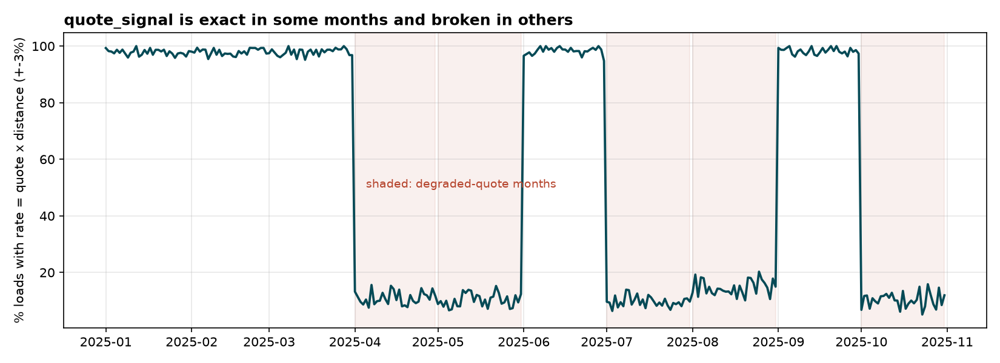 quote_signal is exact in some months and broken in others
% loads with rate = quote x distance (+-3%)
100
80
60
40
20
shaded: degraded-quote months
2025-01 2025-02 2025-03 2025-04 2025-05 2025-06 2025-07 2025-08 2025-09 2025-10 2025-11